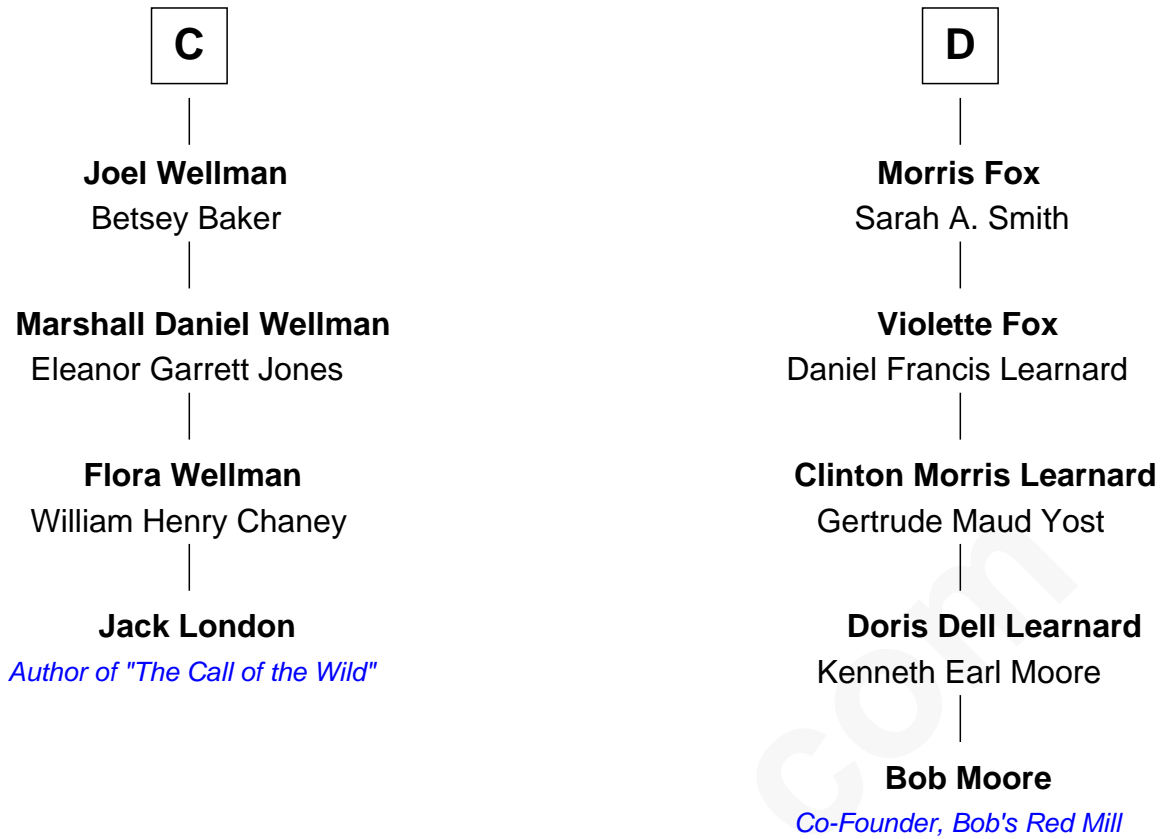 C
Joel Wellman
Betsey Baker
Marshall Daniel Wellman
Eleanor Garrett Jones
Flora Wellman
William Henry Chaney
Jack London
Author of "The Call of the Wild"
D
Morris Fox
Sarah A. Smith
Violette Fox
Daniel Francis Learnard
Clinton Morris Learnard
Gertrude Maud Yost
Doris Dell Learnard
Kenneth Earl Moore
Bob Moore
Co-Founder, Bob's Red Mill
com